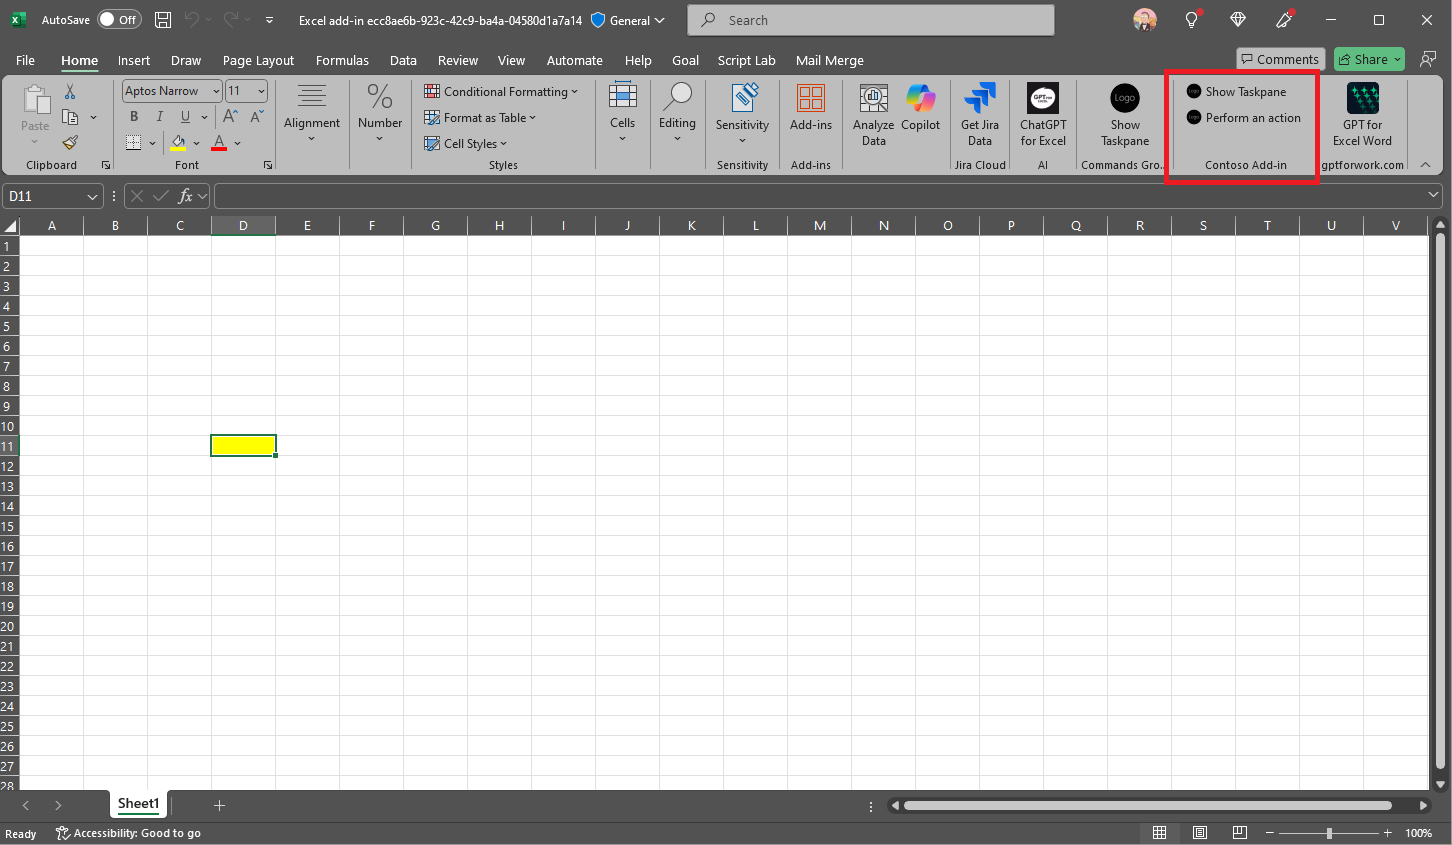 AutoSave Off Excel add-in ecc8ae6b-923c-42c9-ba4a-04580d1a7a14 General Search
File Home Insert Draw Page Layout Formulas Data Review View Automate Help Goal Script Lab Mail Merge Comments Share
Paste
Clipboard
Aptos Narrow 11
B I U A A
A
Font
Alignment
%
Number
Conditional Formatting
Format as Table
Cell Styles
Styles
Cells
Editing
Sensitivity
Sensitivity
Add-ins
Add-ins
Analyze
Data
Copilot
Get Jira
Data
Jira Cloud
ChatGPT
for Excel
AI
Logo
Show
Taskpane
Commands Gro...
Show Taskpane
Perform an action
Contoso Add-in
GPT for
Excel Word
gptforwork.com
D11 fx
A B C D E F G H I J K L M N O P Q R S T U V
1
2
3
4
5
6
7
8
9
10
11
12
13
14
15
16
17
18
19
20
21
22
23
24
25
26
27
28
Sheet1
Ready Accessibility: Good to go 100%